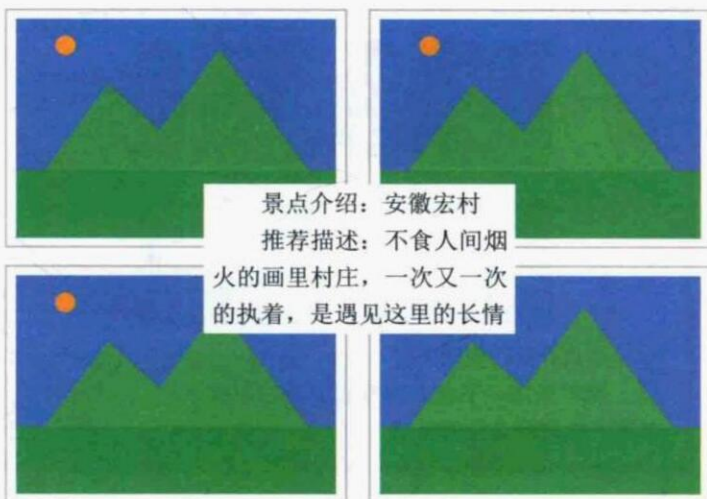 景点介绍：安徽宏村
推荐描述：不食人间烟
火的画里村庄，一次又一次
的执着，是遇见这里的长情